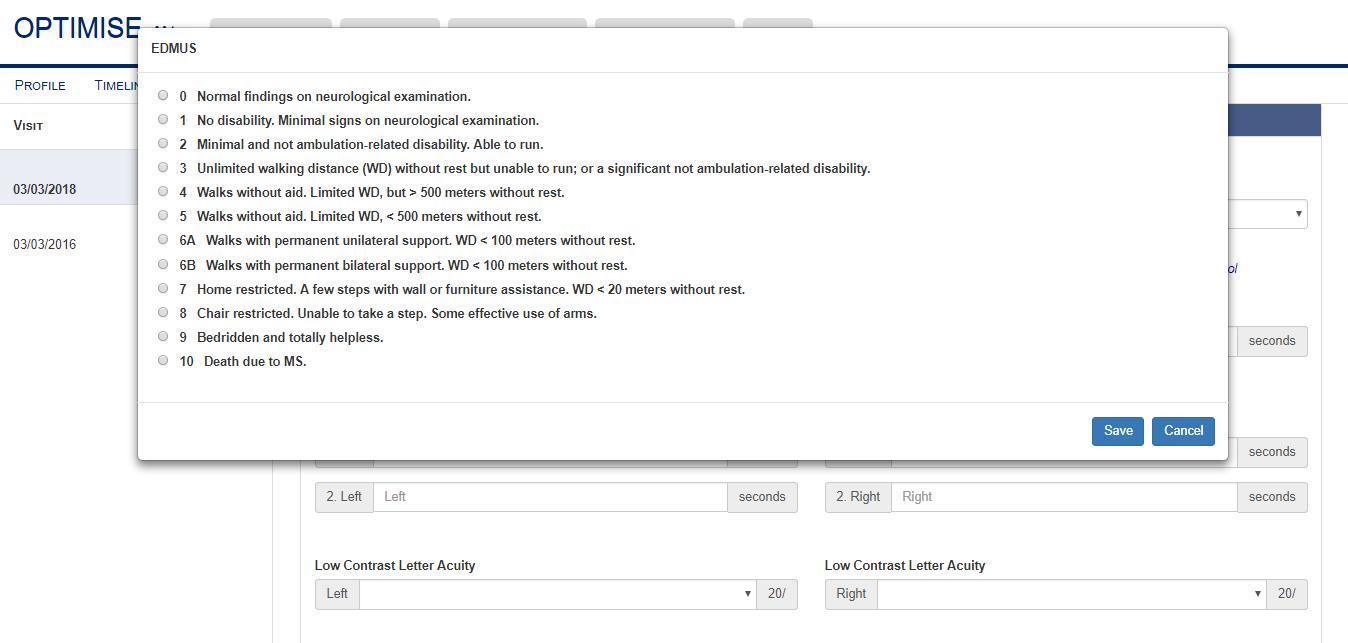 OPTIMISE
EDMUS
PROFILE
VISIT
03/03/2018
03/03/2016
0 Normal findings on neurological examination.
1 No disability. Minimal signs on neurological examination.
2 Minimal and not ambulation-related disability. Able to run.
3 Unlimited walking distance (WD) without rest but unable to run; or a significant not ambulation-related disability.
4 Walks without aid. Limited WD, but > 500 meters without rest.
5 Walks without aid. Limited WD, < 500 meters without rest.
6A Walks with permanent unilateral support. WD < 100 meters without rest.
6B Walks with permanent bilateral support. WD < 100 meters without rest.
7 Home restricted. A few steps with wall or furniture assistance. WD < 20 meters without rest.
8 Chair restricted. Unable to take a step. Some effective use of arms.
9 Bedridden and totally helpless.
10 Death due to MS.
Save Cancel
seconds
seconds
2. Left Left seconds 2. Right Right seconds
Low Contrast Letter Acuity Low Contrast Letter Acuity
Left 20/ Right 20/